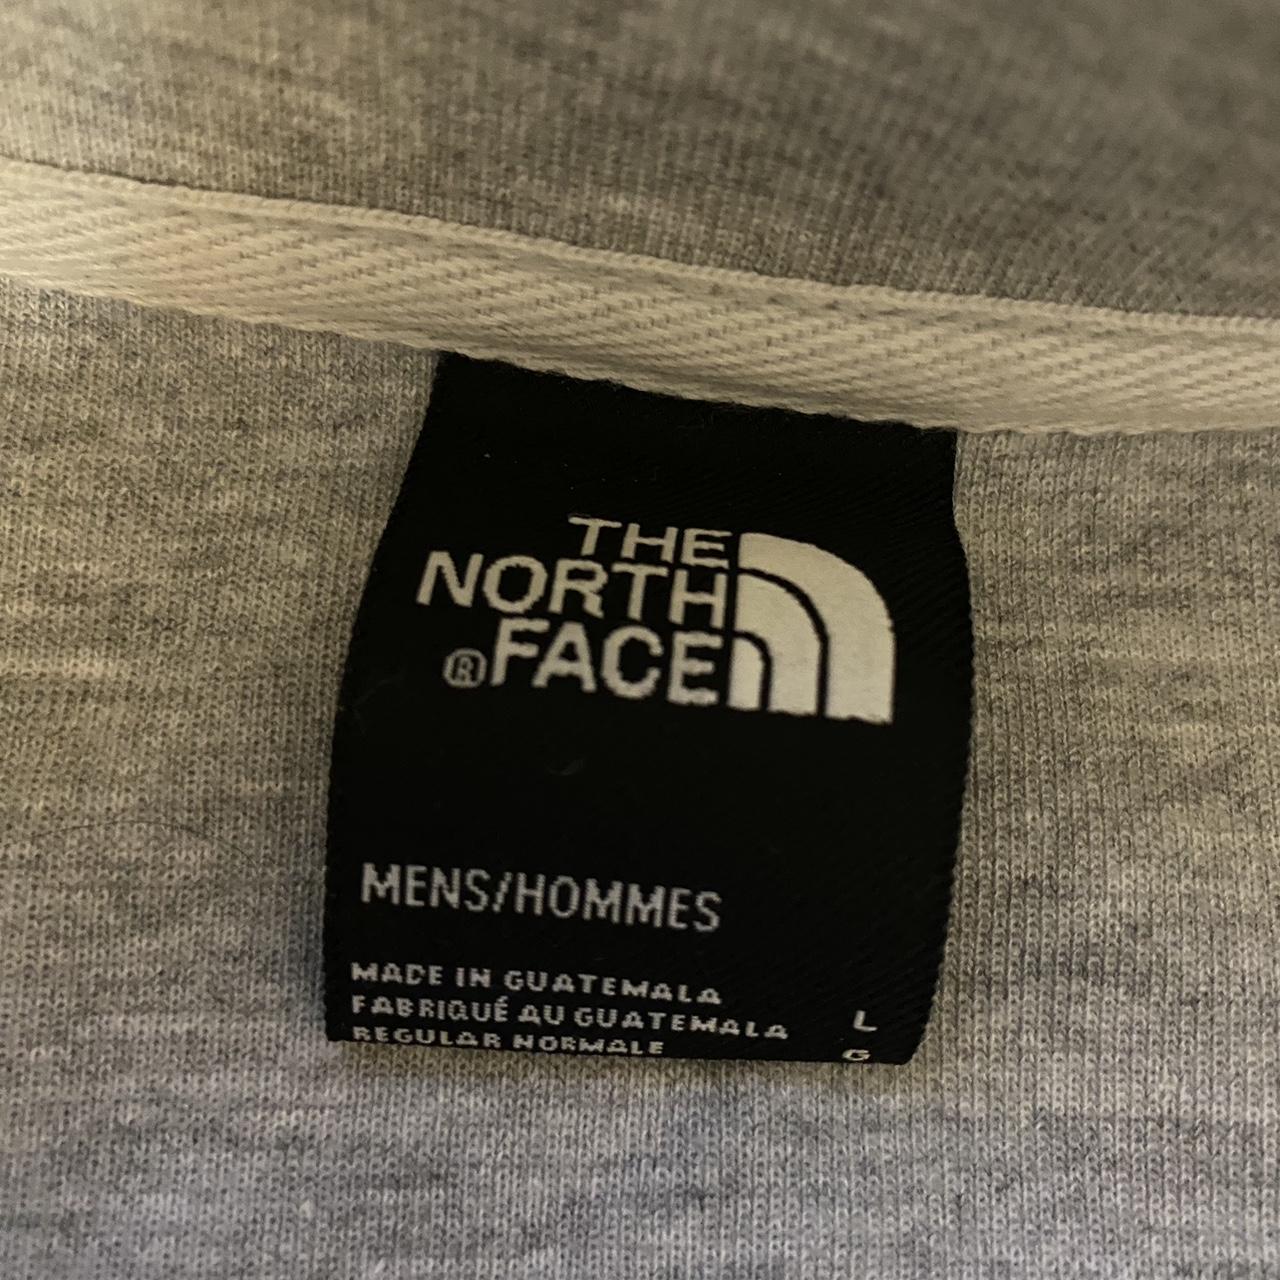 THE
NORTH
®FACE
MENS/HOMMES
MADE IN GUATEMALA
FABRIQUÉ AU GUATEMALA L
REGULAR NORMALE G